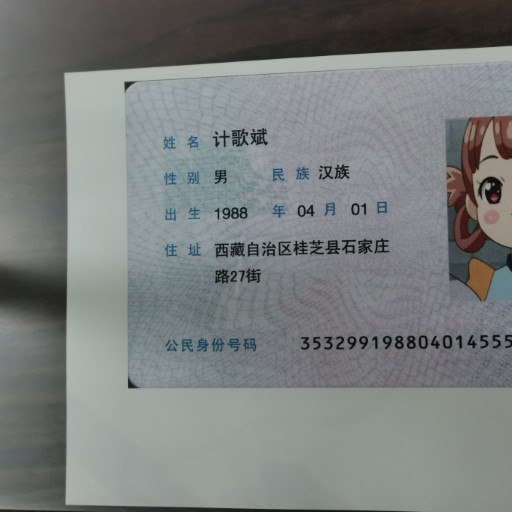 姓名 计歌斌
性别 男 民族 汉族
出生 1988 年 04 月 01 日
住址 西藏自治区桂芝县石家庄
路27街
公民身份号码 353299198804014555